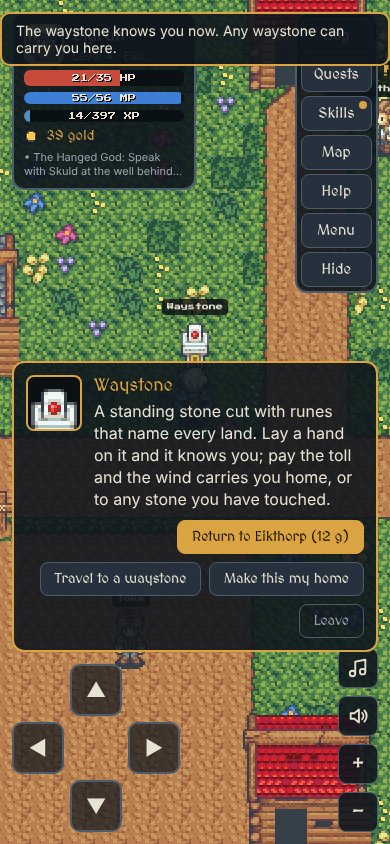 The waystone knows you now. Any waystone can
carry you here.
21/35 HP
55/56 MP
14/397 XP
39 gold
• The Hanged God: Speak
with Skuld at the well behind...
Quests
Skills
Map
Help
Menu
Hide
Waystone
Waystone
A standing stone cut with runes
that name every land. Lay a hand
on it and it knows you; pay the toll
and the wind carries you home, or
to any stone you have touched.
Return to Eikthorp (12 g)
Travel to a waystone
Make this my home
Leave